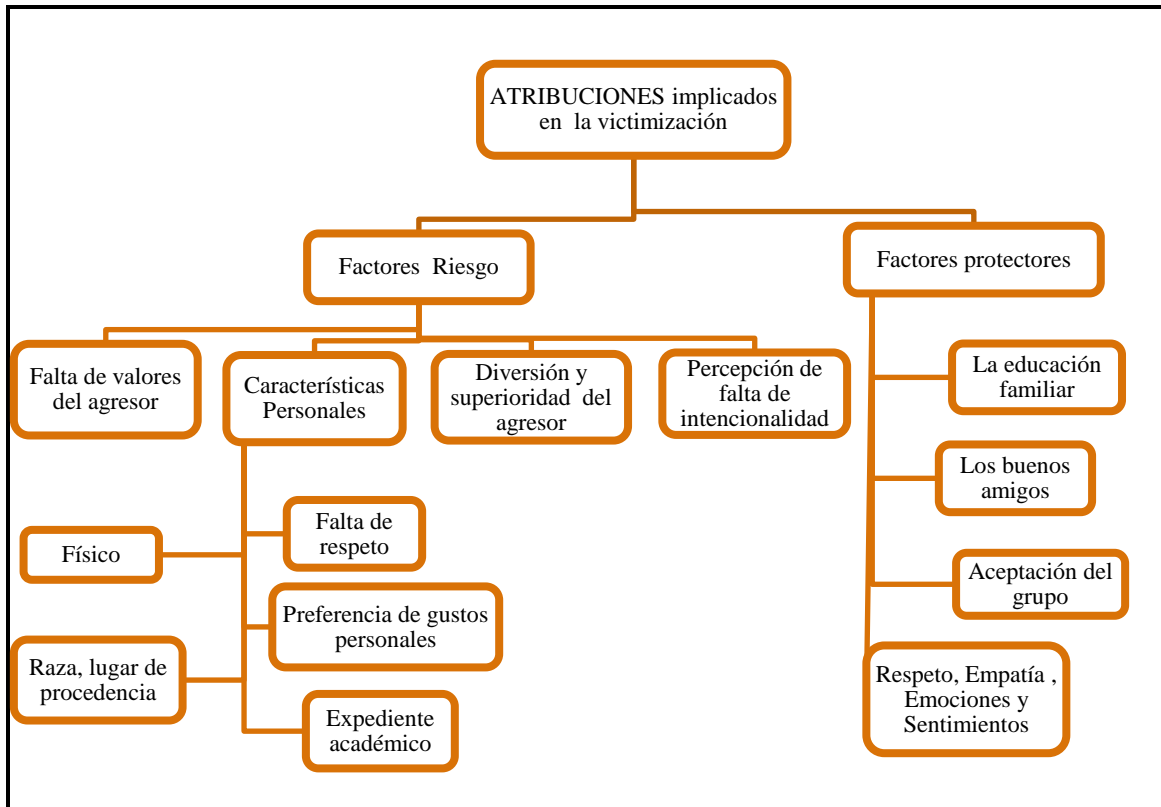 ATRIBUCIONES implicados
en la victimización
Factores Riesgo
Factores protectores
Falta de valores
del agresor
Características
Personales
Diversión y
superioridad del
agresor
Percepción de
falta de
intencionalidad
La educación
familiar
Los buenos
amigos
Aceptación del
grupo
Respeto, Empatía ,
Emociones y
Sentimientos
Falta de
respeto
Físico
Preferencia de gustos
personales
Raza, lugar de
procedencia
Expediente
académico